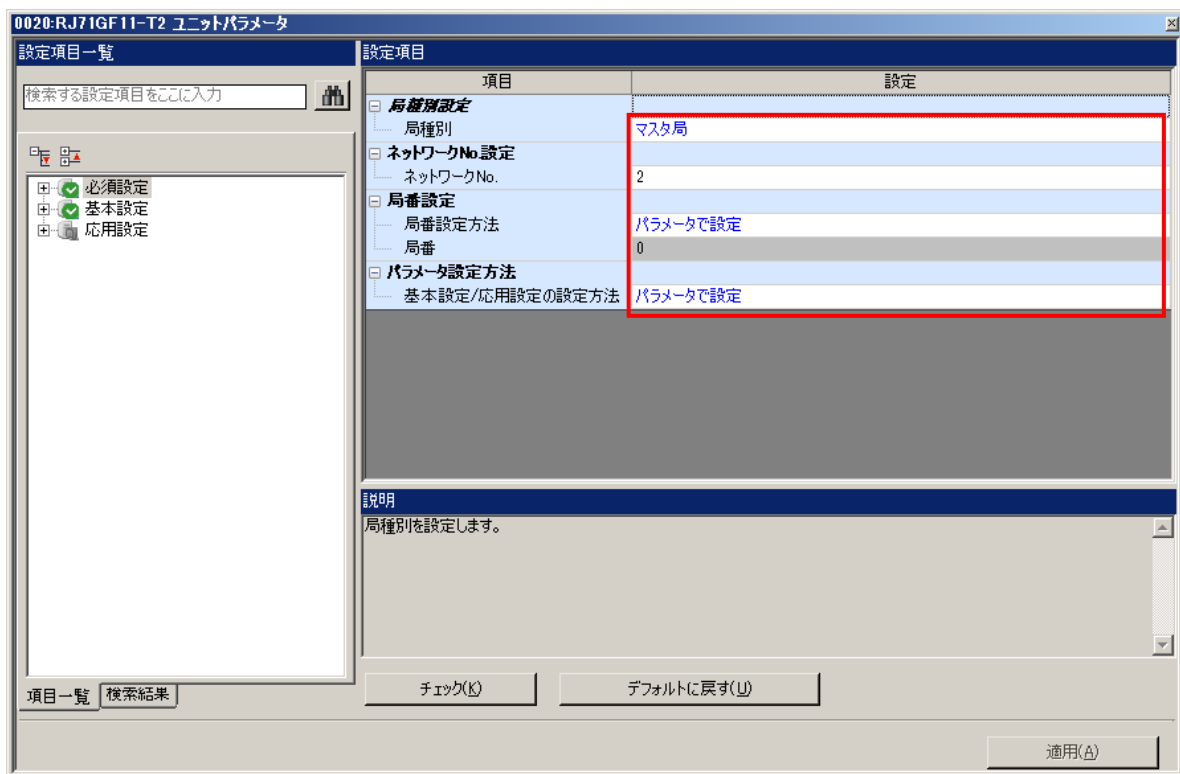 0020:RJ71GF11-T2 ユニットパラメータ
設定項目一覧
検索する設定項目をここに入力
必須設定
基本設定
応用設定
項目一覧
検索結果
設定項目
項目 設定
局種別設定
局種別 マスタ局
ネットワークNo.設定
ネットワークNo. 2
局番設定
局番設定方法 パラメータで設定
局番 0
パラメータ設定方法
基本設定/応用設定の設定方法 パラメータで設定
説明
局種別を設定します。
チェック(K) デフォルトに戻す(U)
適用(A)